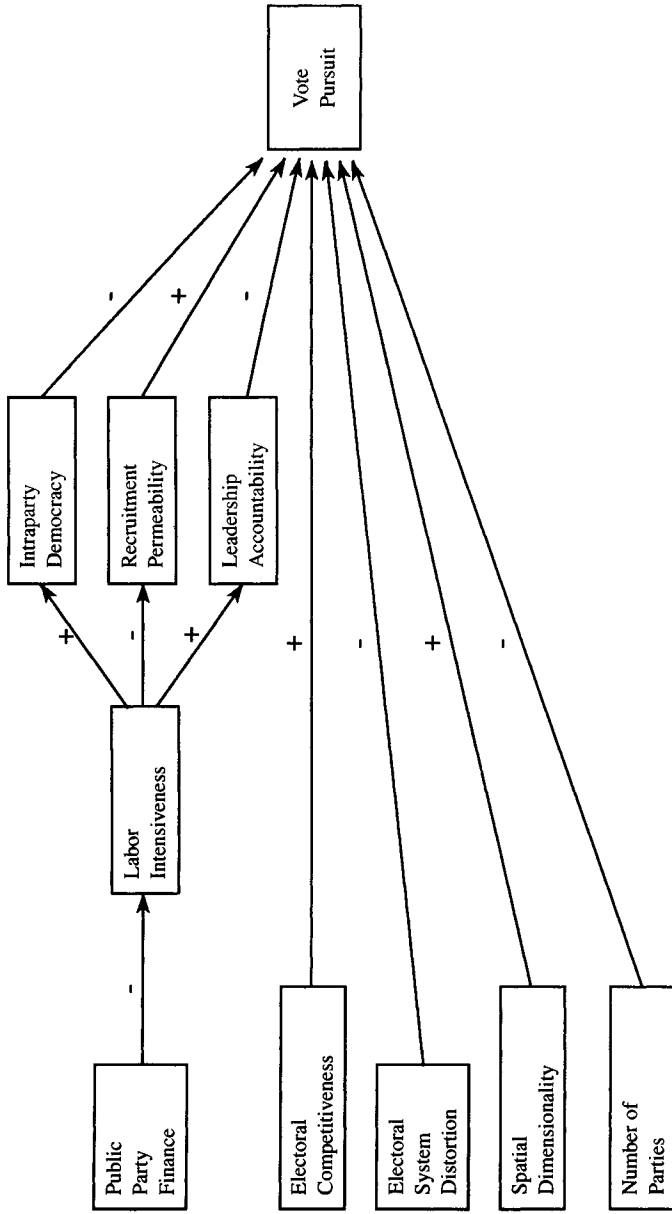 Public
Party
Finance
-
Labor
Intensiveness
+
-
+
Intraparty
Democracy
Recruitment
Permeability
Leadership
Accountability
-
+
-
Vote
Pursuit
Electoral
Competitiveness
+
Electoral
System
Distortion
-
Spatial
Dimensionality
+
Number of
Parties
-